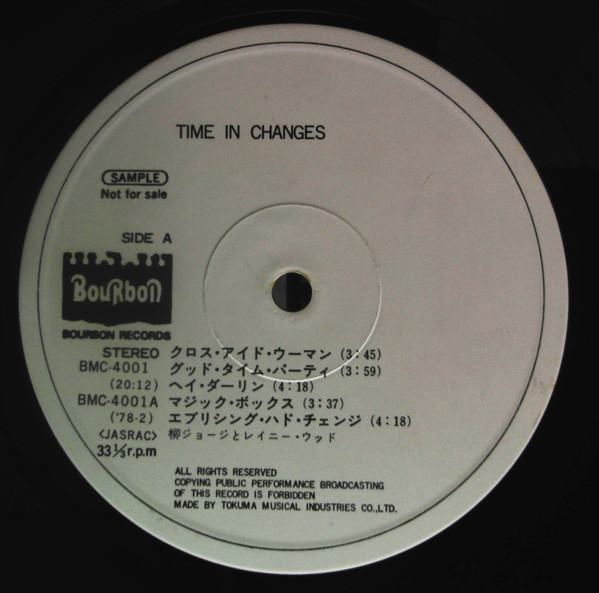 TIME IN CHANGES
SAMPLE
Not for sale
SIDE A
BouRbon
BOURBON RECORDS
STEREO クロス・アイド・ウーマン (3:45)
BMC-4001 グッド・タイム・パーティ (3:59)
(20:12) ヘイ・ダーリン (4:18)
BMC-4001A マジック・ボックス (3:37)
('78-2) エブリシング・ハド・チェンジ (4:18)
〈JASRAC〉 柳ジョージとレイニー・ウッド
33⅓r.p.m
ALL RIGHTS RESERVED
COPYING PUBLIC PERFORMANCE BROADCASTING
OF THIS RECORD IS FORBIDDEN
MADE BY TOKUMA MUSICAL INDUSTRIES CO.,LTD.